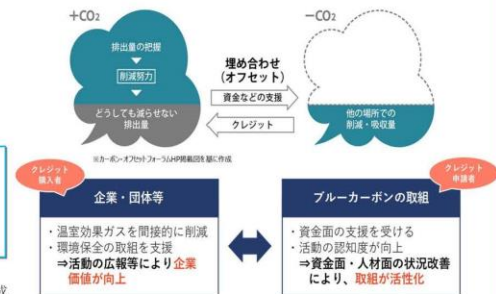 +CO2
排出量の把握
削減努力
どうしても減らせない
排出量
埋め合わせ
(オフセット)
資金などの支援
クレジット
−CO2
他の場所での
削減・吸収量
※カーボン・オフセットフォーラムHP掲載図を基に作成
クレジット
購入者
企業・団体等
・温室効果ガスを間接的に削減
・環境保全の取組を支援
⇒活動の広報等により企業
価値が向上
クレジット
申請者
ブルーカーボンの取組
・資金面の支援を受ける
・活動の認知度が向上
⇒資金面・人材面の状況改善
により、取組が活性化
成